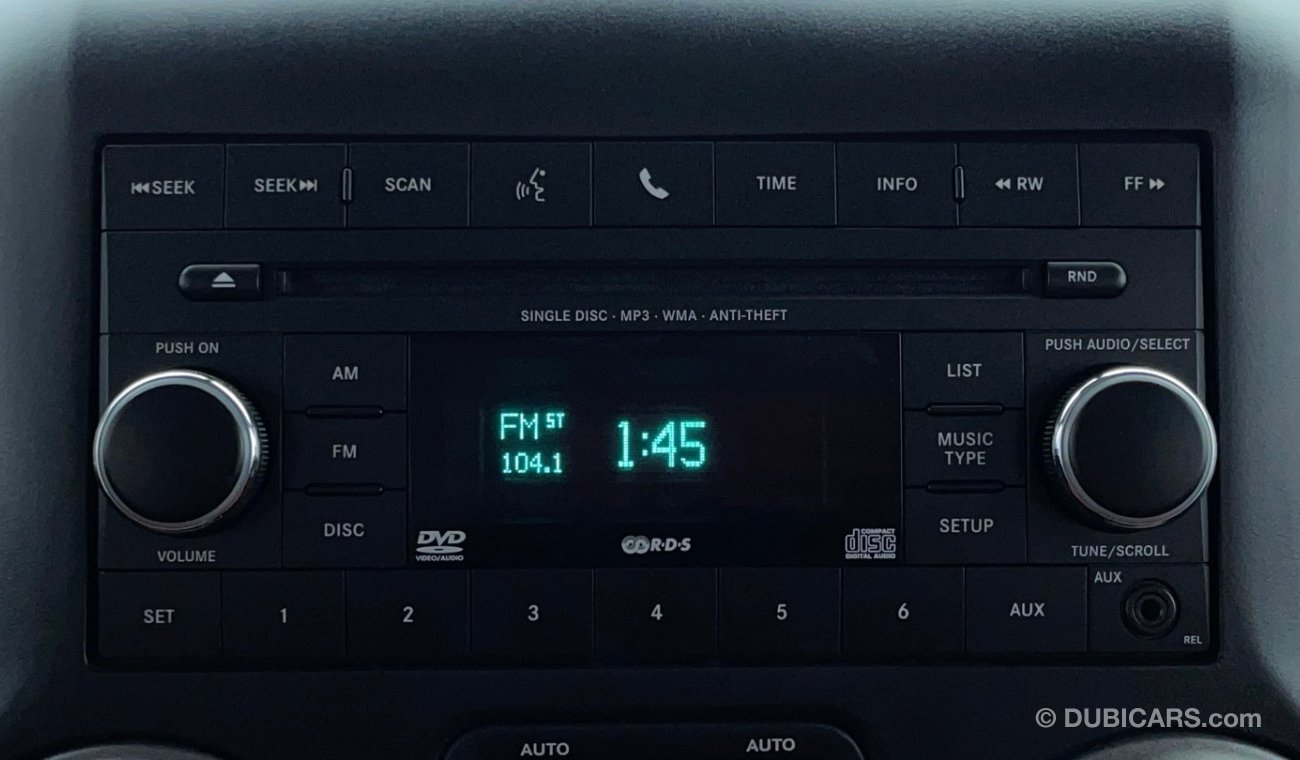 SEEK SEEK SCAN TIME INFO RW FF
RND
SINGLE DISC · MP3 · WMA · ANTI-THEFT
PUSH ON
PUSH AUDIO/SELECT
AM
LIST
FM ST
104.1
1:45
FM
MUSIC
TYPE
DISC
SETUP
DVD
VIDEO/AUDIO
R·D·S
COMPACT
disc
DIGITAL AUDIO
VOLUME
TUNE/SCROLL
SET 1 2 3 4 5 6 AUX
AUX
REL
© DUBICARS.com
AUTO AUTO